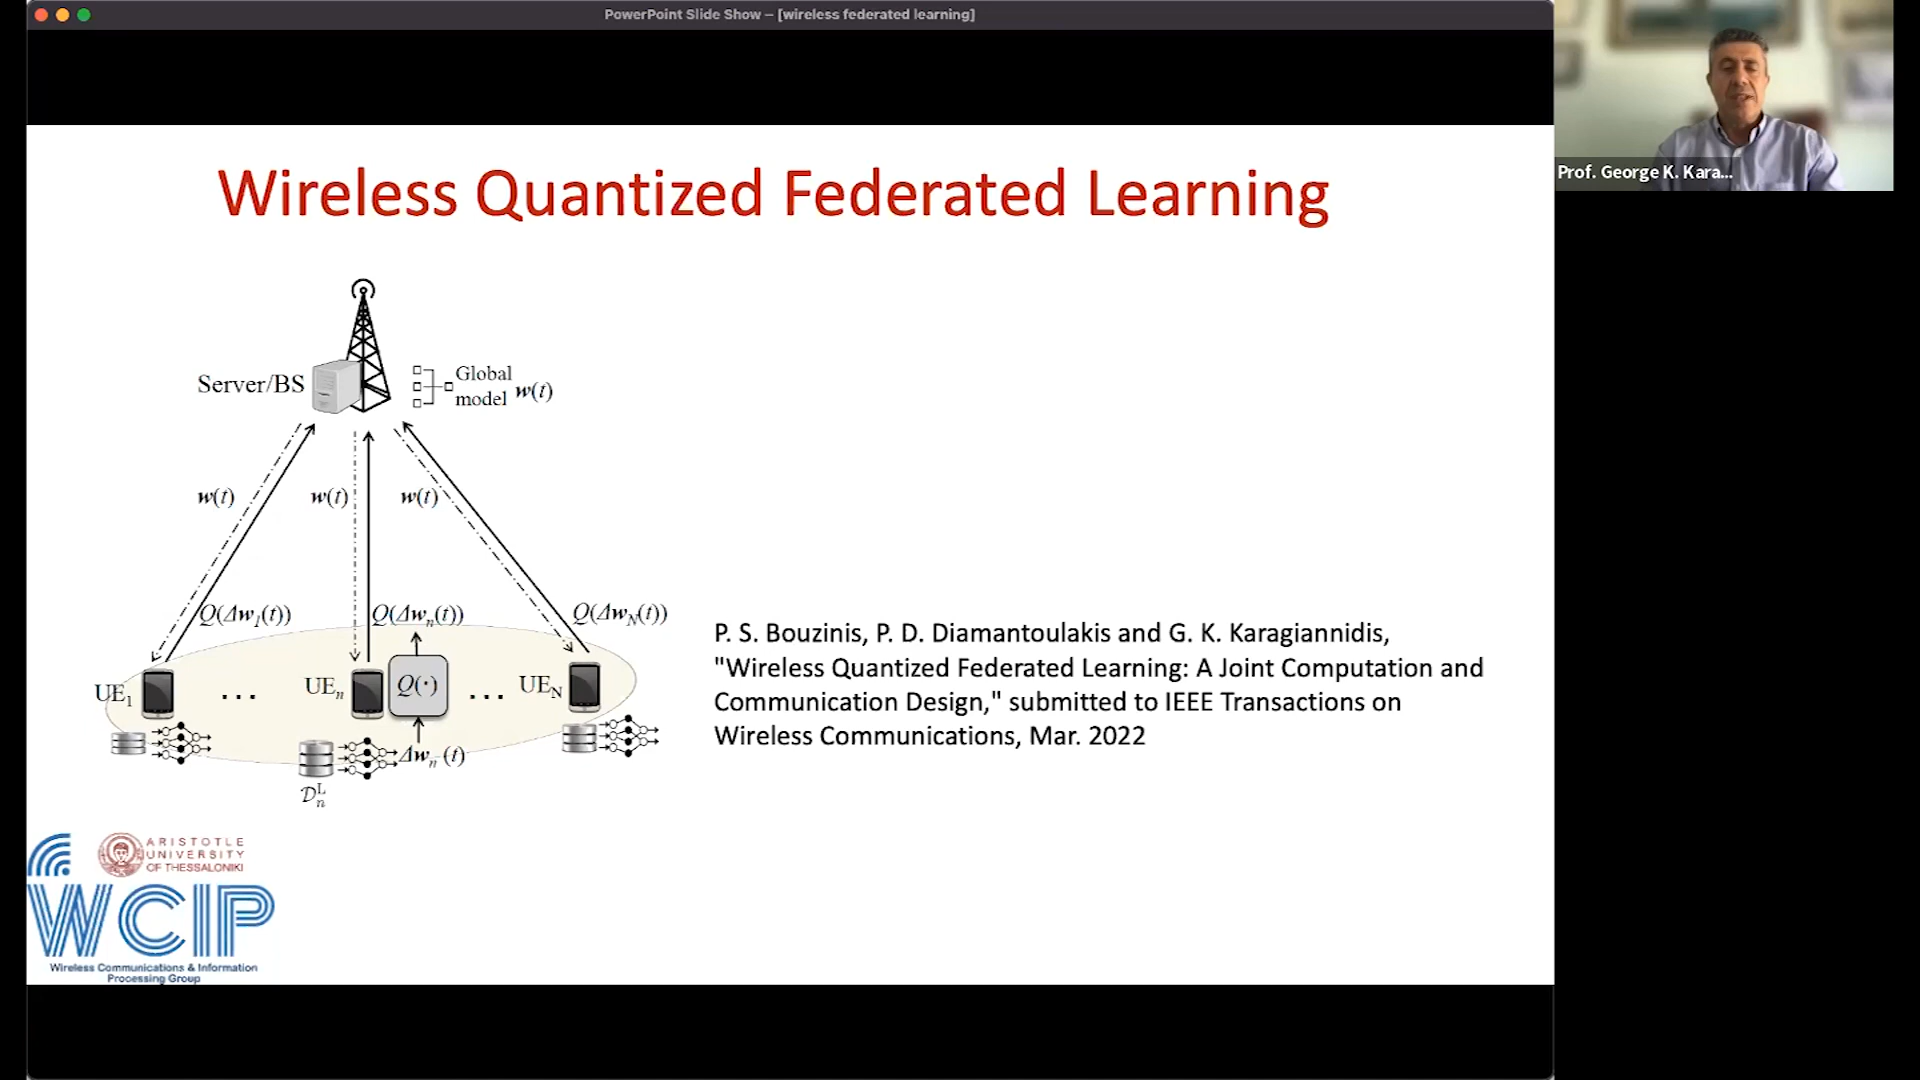 PowerPoint Slide Show – [wireless federated learning]
Prof. George K. Kara...
Wireless Quantized Federated Learning
Server/BS
Global
model w(t)
w(t) w(t) w(t)
Q(Δw₁(t)) Q(Δwₙ(t)) Q(Δw_N(t))
UE₁ ... UEₙ Q(·) ... UE_N
Δwₙ (t)
𝒟ₙᴸ
P. S. Bouzinis, P. D. Diamantoulakis and G. K. Karagiannidis,
"Wireless Quantized Federated Learning: A Joint Computation and
Communication Design," submitted to IEEE Transactions on
Wireless Communications, Mar. 2022
ARISTOTLE
UNIVERSITY
OF THESSALONIKI
WCIP
Wireless Communications & Information
Processing Group